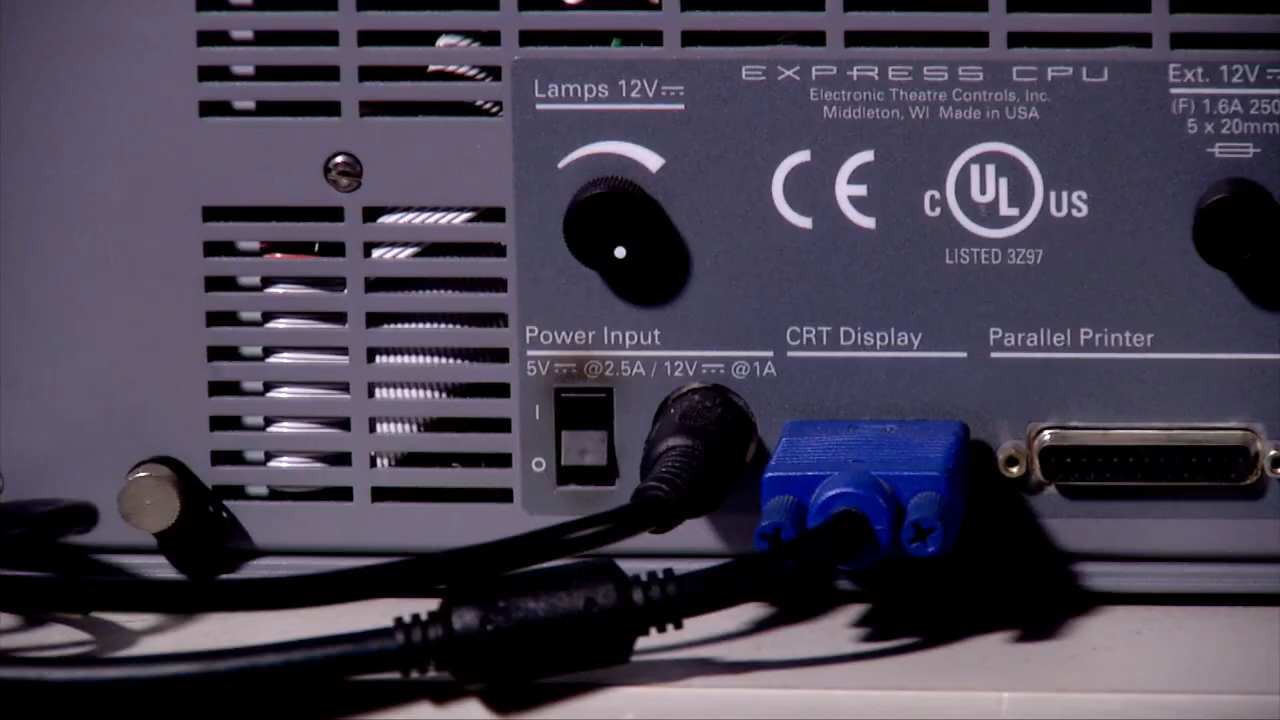 Lamps 12V⎓
EXPRESS CPU
Electronic Theatre Controls, Inc.
Middleton, WI Made in USA
Ext. 12V
(F) 1.6A 250
5 x 20mm
CE
C UL US
LISTED 3Z97
Power Input
5V⎓ @2.5A / 12V⎓ @1A
I
O
CRT Display
Parallel Printer